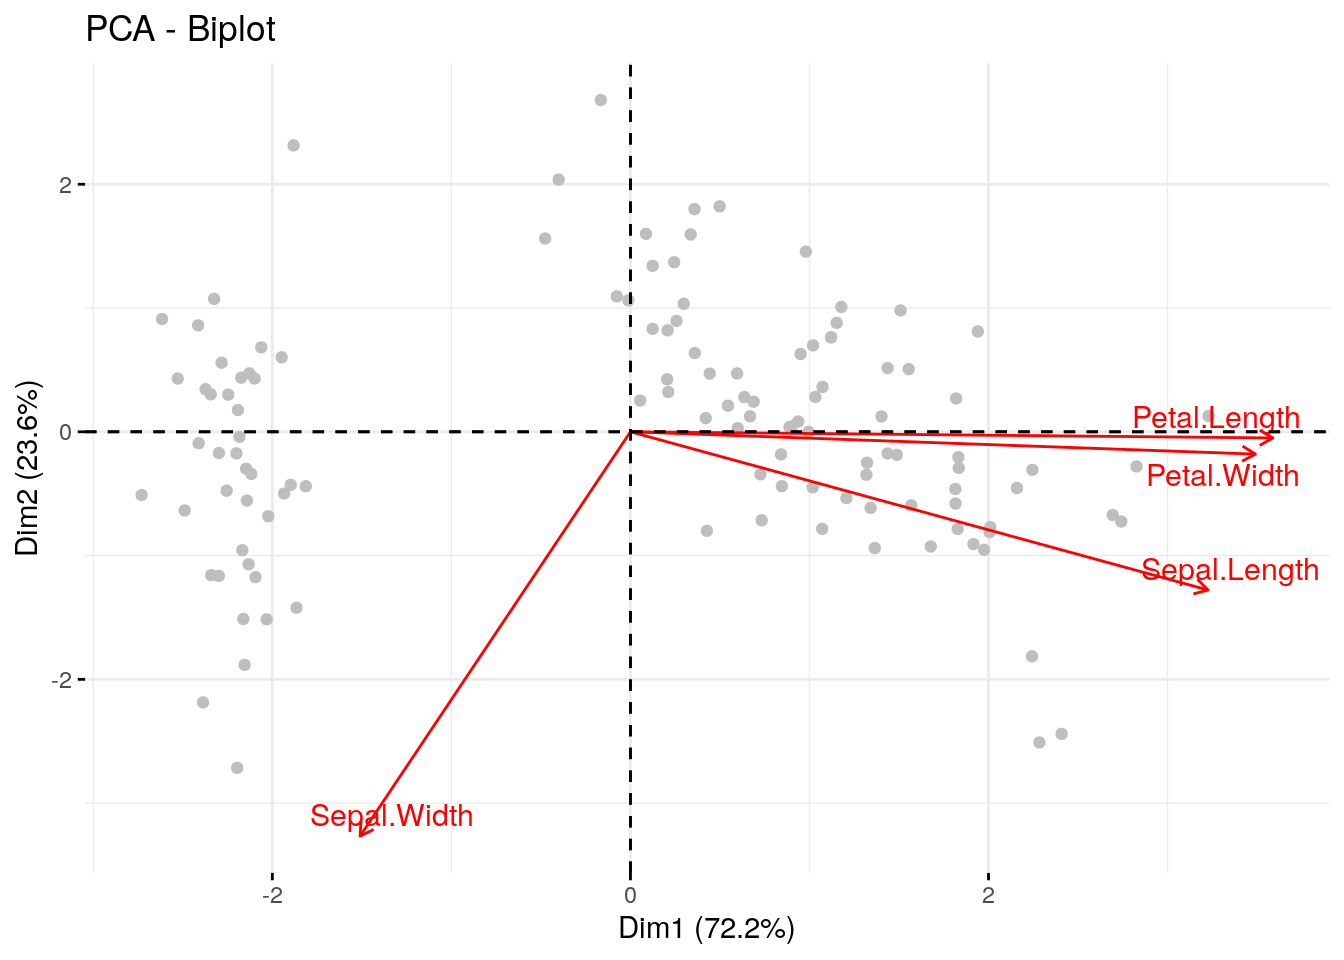 PCA - Biplot
2
0
-2
Dim2 (23.6%)
Petal.Length
Petal.Width
Sepal.Length
Sepal.Width
-2
0
2
Dim1 (72.2%)